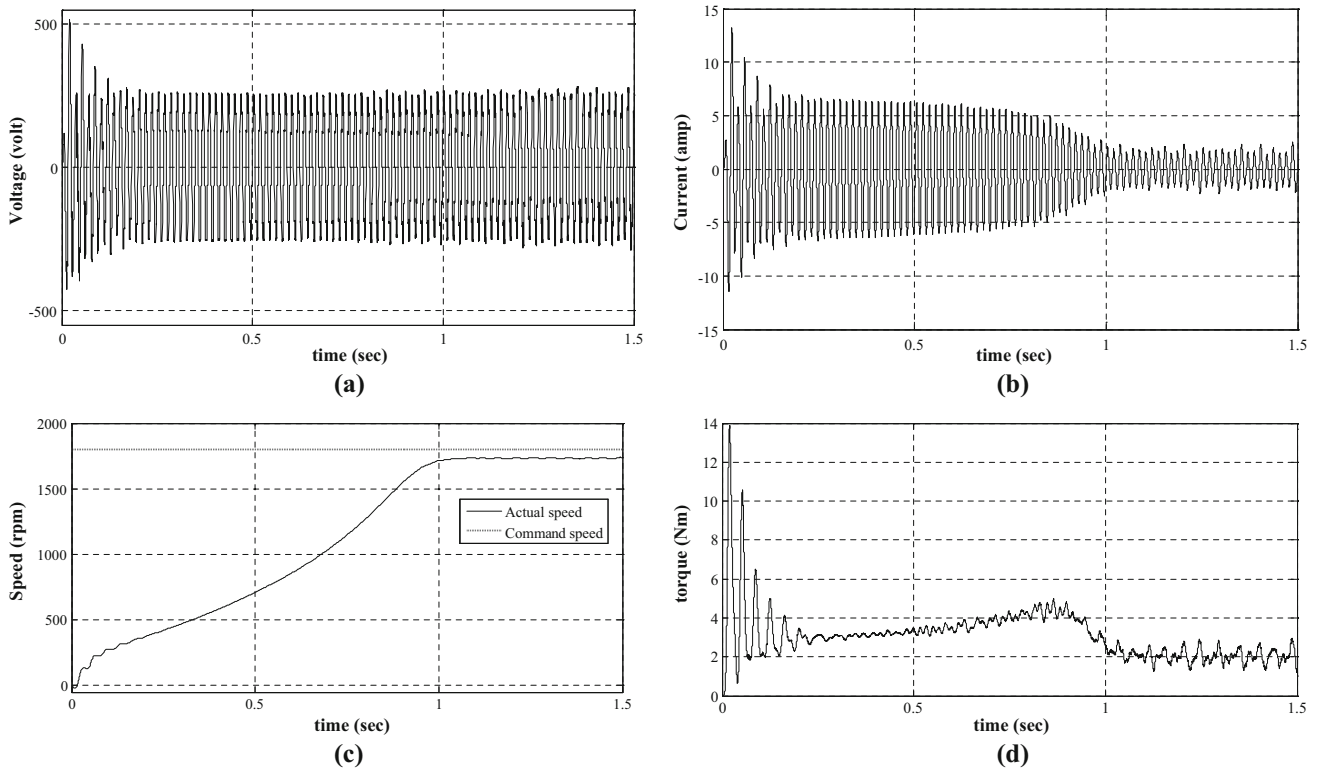 500
0
-500
Voltage (volt)
0
0.5
1
1.5
time (sec)
(a)
15
10
5
0
-5
-10
-15
Current (amp)
0
0.5
1
1.5
time (sec)
(b)
2000
1500
1000
500
0
Speed (rpm)
Actual speed
Command speed
0
0.5
1
1.5
time (sec)
(c)
14
12
10
8
6
4
2
0
torque (Nm)
0
0.5
1
1.5
time (sec)
(d)